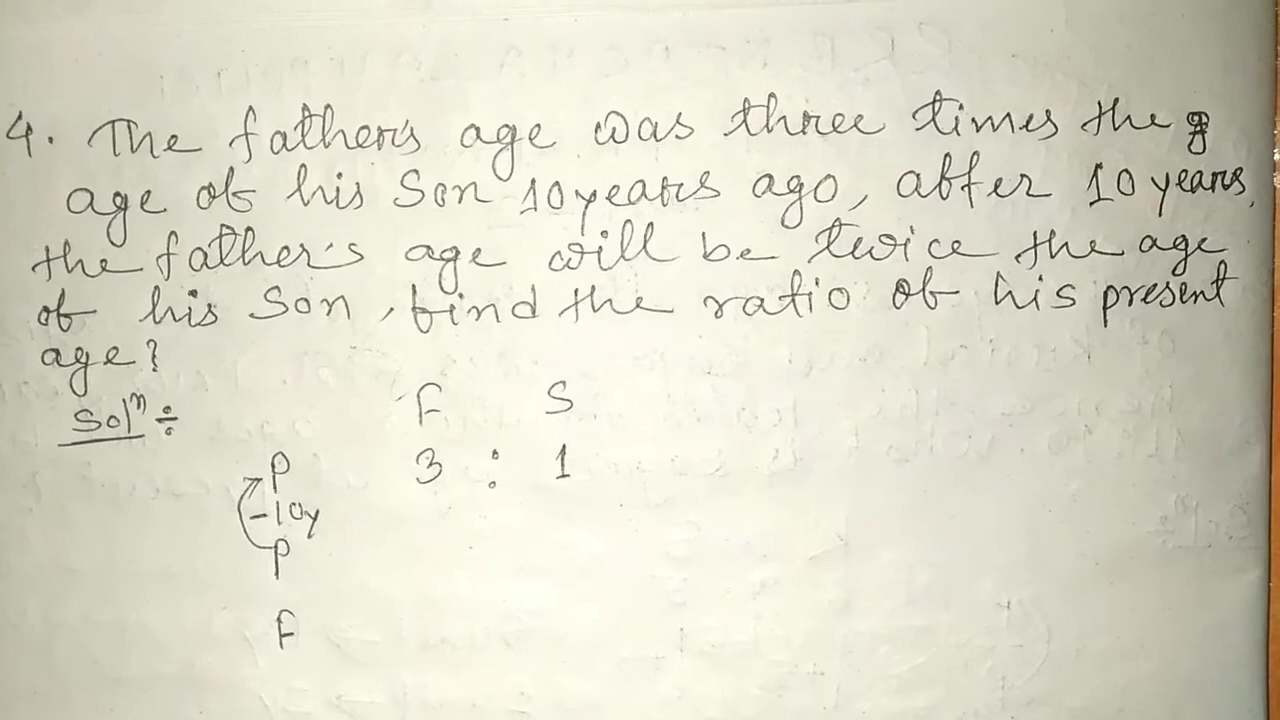 4. The father's age was three times the
age of his Son 10 years ago, after 10 years,
the father's age will be twice the age
of his Son, find the ratio of his present
age?
Solⁿ ÷
F S
P 3 : 1
-10y
P
F